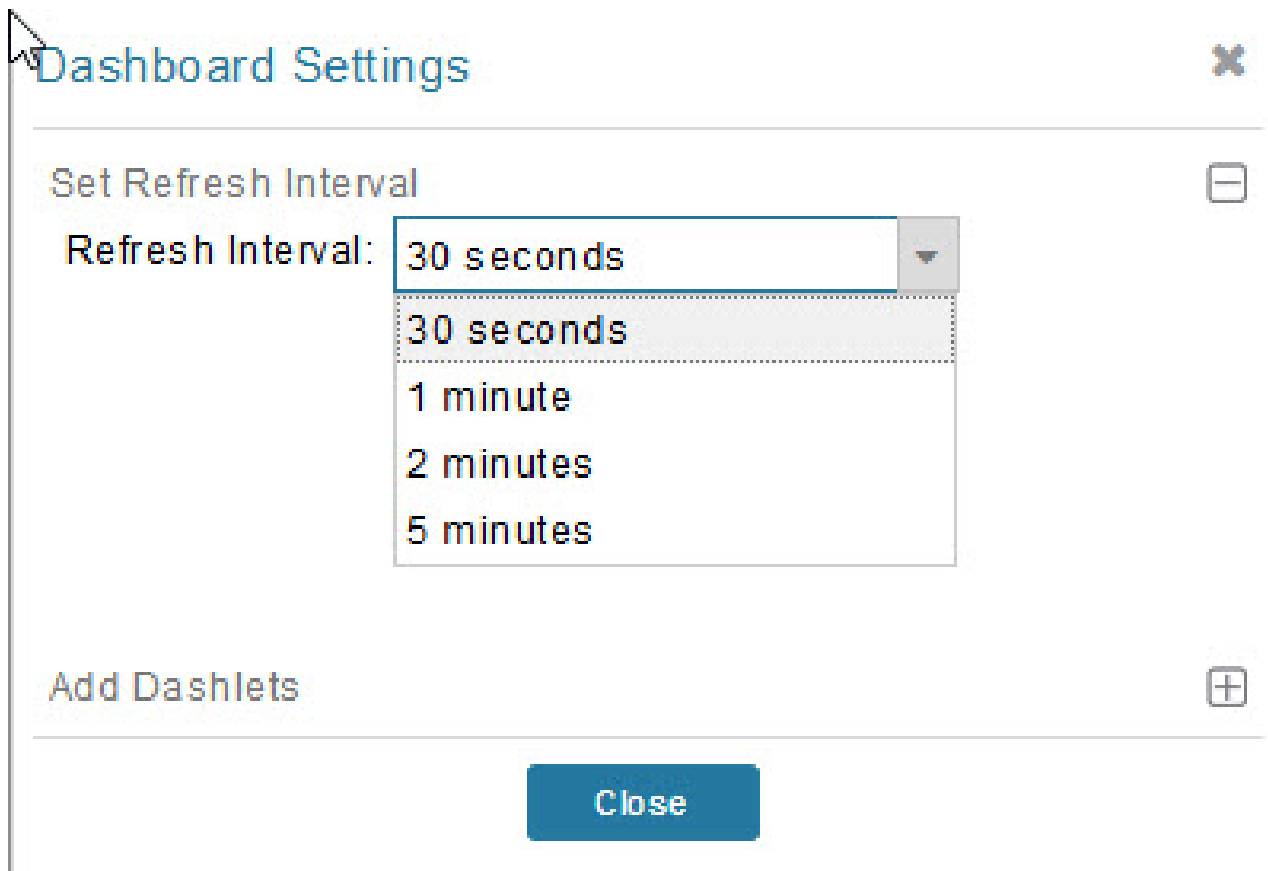 Dashboard Settings
Set Refresh Interval
Refresh Interval: 30 seconds
30 seconds
1 minute
2 minutes
5 minutes
Add Dashlets
Close